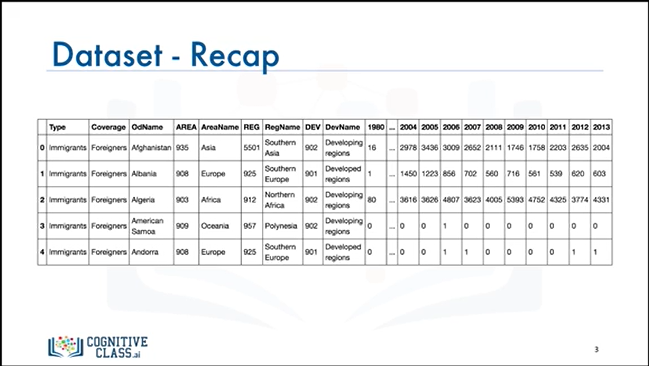 Dataset - Recap
Type Coverage OdName AREA AreaName REG RegName DEV DevName 1980 ... 2004 2005 2006 2007 2008 2009 2010 2011 2012 2013
0 Immigrants Foreigners Afghanistan 935 Asia 5501 Southern Asia 902 Developing regions 16 ... 2978 3436 3009 2652 2111 1746 1758 2203 2635 2004
1 Immigrants Foreigners Albania 908 Europe 925 Southern Europe 901 Developed regions 1 ... 1450 1223 856 702 560 716 561 539 620 603
2 Immigrants Foreigners Algeria 903 Africa 912 Northern Africa 902 Developing regions 80 ... 3616 3626 4807 3623 4005 5393 4752 4325 3774 4331
3 Immigrants Foreigners American Samoa 909 Oceania 957 Polynesia 902 Developing regions 0 ... 0 0 1 0 0 0 0 0 0 0
4 Immigrants Foreigners Andorra 908 Europe 925 Southern Europe 901 Developed regions 0 ... 0 0 1 1 0 0 0 0 1 1
COGNITIVE
CLASS.ai
3